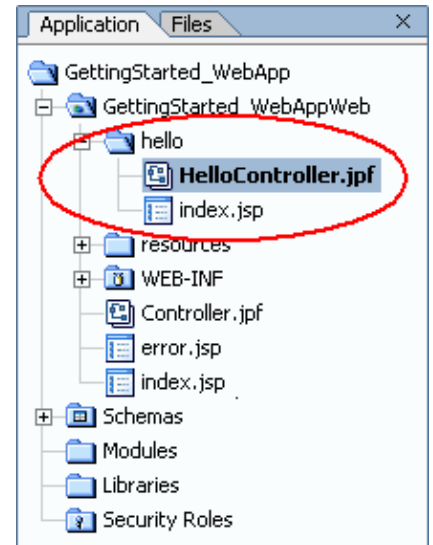 Application Files
GettingStarted_WebApp
GettingStarted_WebAppWeb
hello
HelloController.jpf
index.jsp
resources
WEB-INF
Controller.jpf
error.jsp
index.jsp
Schemas
Modules
Libraries
Security Roles